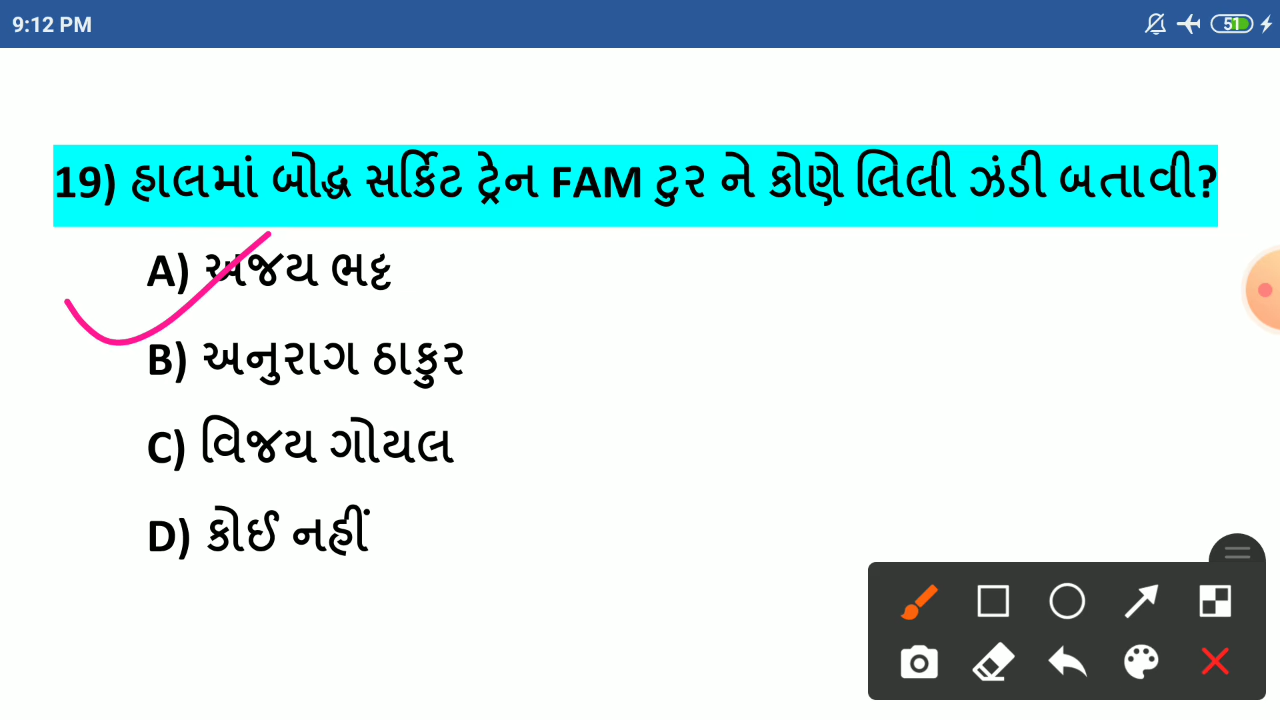 9:12 PM
51
19) હાલમાં બોદ્ધ સર્કિટ ટ્રેન FAM ટુર ને કોણે લિલી ઝંડી બતાવી?
A) અજય ભટ્ટ
B) અનુરાગ ઠાકુર
C) વિજય ગોયલ
D) કોઈ નહીં